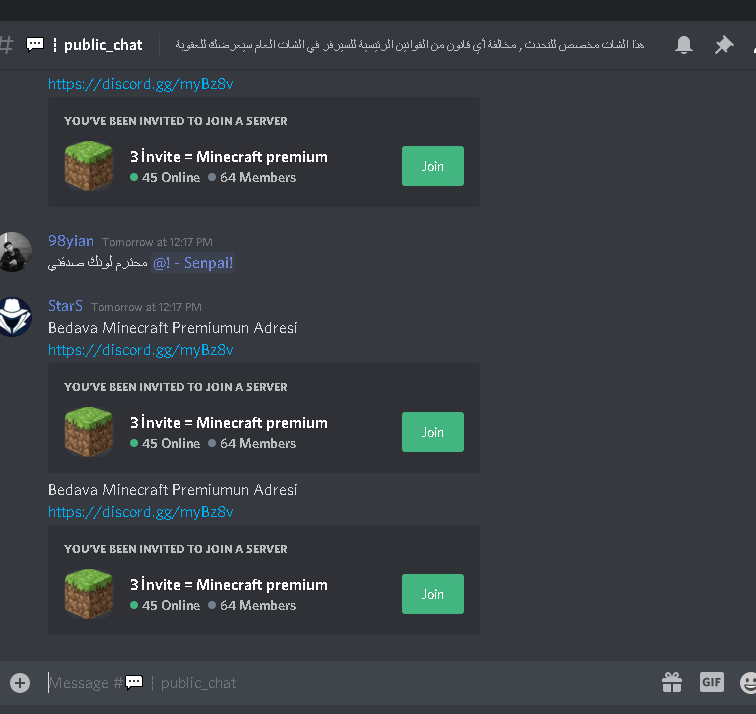 # 💬 ¦ public_chat
هذا الشات مخصص للتحدث , مخالفة أي قانون من القوانين الرئيسية للسيرفر في الشات العام سيعرضك للعقوبة
https://discord.gg/myBz8v
YOU'VE BEEN INVITED TO JOIN A SERVER
3 İnvite = Minecraft premium
45 Online 64 Members
Join
98yian Tomorrow at 12:17 PM
@! - Senpai! محترم لونك صدقني
StarS Tomorrow at 12:17 PM
Bedava Minecraft Premiumun Adresi
https://discord.gg/myBz8v
YOU'VE BEEN INVITED TO JOIN A SERVER
3 İnvite = Minecraft premium
45 Online 64 Members
Join
Bedava Minecraft Premiumun Adresi
https://discord.gg/myBz8v
YOU'VE BEEN INVITED TO JOIN A SERVER
3 İnvite = Minecraft premium
45 Online 64 Members
Join
Message #💬 ¦ public_chat
GIF